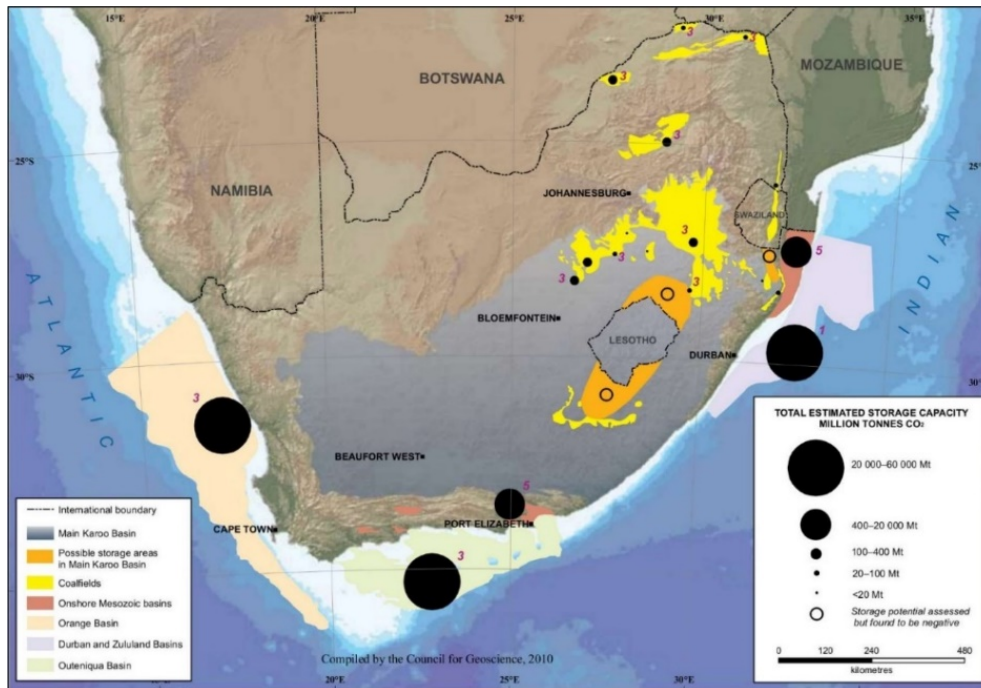 15°E
20°E
25°E
30°E
35°E
3
3
MOZAMBIQUE
BOTSWANA
3
25°S
3
25°S
NAMIBIA
JOHANNESBURG
SWAZILAND
3
5
3
3
3
BLOEMFONTEIN
LESOTHO
DURBAN
1
ATLANTIC
INDIAN
30°S
30°S
3
BEAUFORT WEST
5
CAPE TOWN
PORT ELIZABETH
3
TOTAL ESTIMATED STORAGE CAPACITY
MILLION TONNES CO₂
20 000–60 000 Mt
400–20 000 Mt
100–400 Mt
20–100 Mt
<20 Mt
Storage potential assessed
but found to be negative
0 120 240 480
kilometres
International boundary
Main Karoo Basin
Possible storage areas
in Main Karoo Basin
Coalfields
Onshore Mesozoic basins
Orange Basin
Durban and Zululand Basins
Outeniqua Basin
Compiled by the Council for Geoscience, 2010
20°E
25°E
30°E